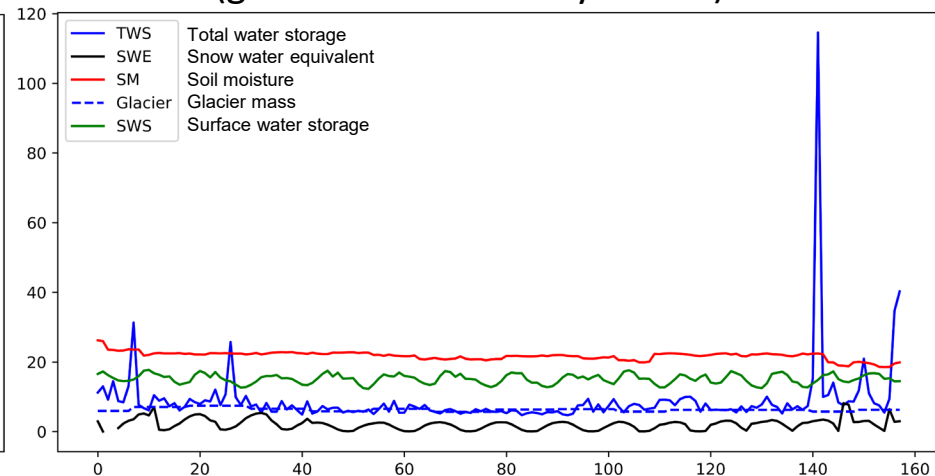 120
100
80
60
40
20
0
TWS Total water storage
SWE Snow water equivalent
SM Soil moisture
Glacier Glacier mass
SWS Surface water storage
0 20 40 60 80 100 120 140 160